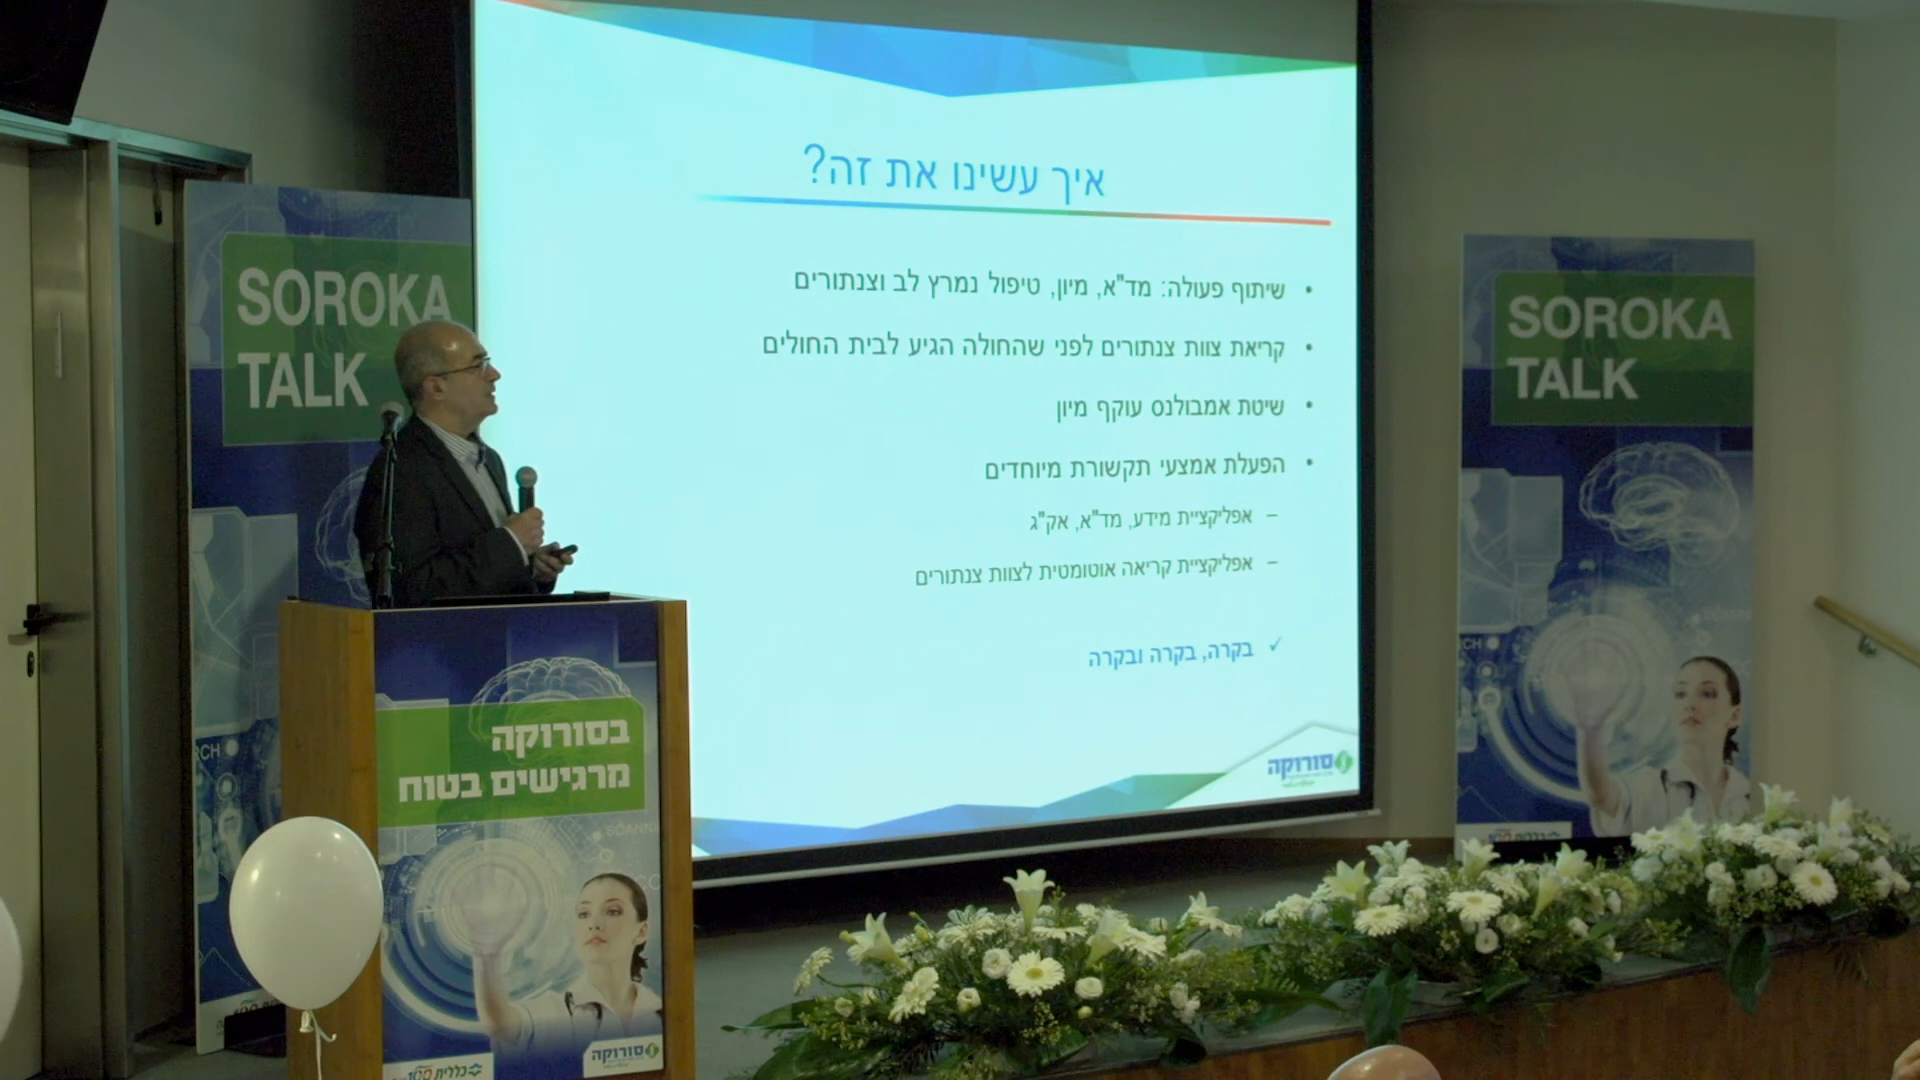 איך עשינו את זה?
• שיתוף פעולה: מד"א, מיון, טיפול נמרץ לב וצנתורים
• קריאת צוות צנתורים לפני שהחולה הגיע לבית החולים
• שיטת אמבולנס עוקף מיון
• הפעלת אמצעי תקשורת מיוחדים
– אפליקציית מידע, מד"א, אק"ג
– אפליקציית קריאה אוטומטית לצוות צנתורים
✓ בקרה, בקרה ובקרה
סורוקה
SOROKA
TALK
SOROKA
TALK
בסורוקה
מרגישים בטוח
סורוקה
כללית
כללית